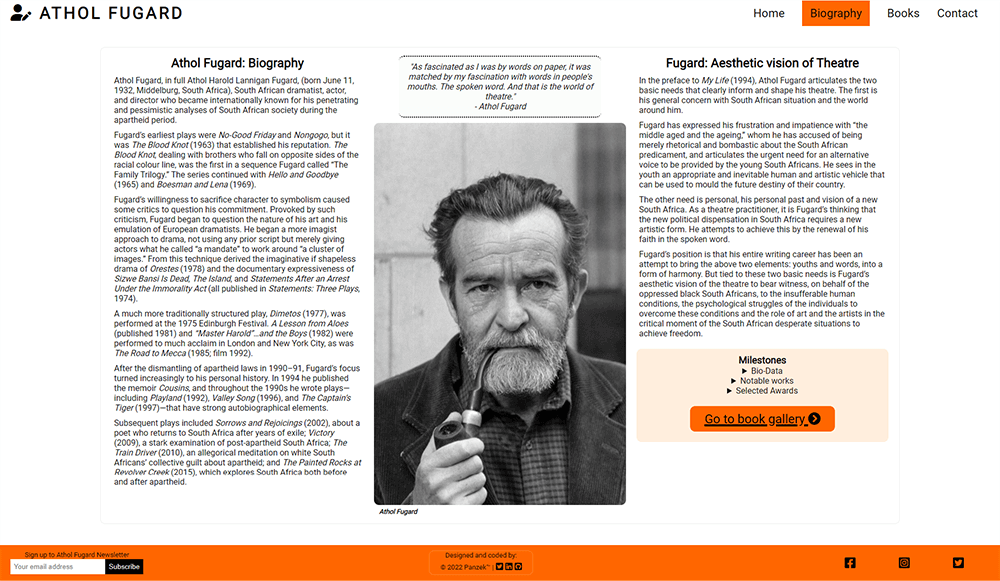 ATHOL FUGARD
Home
Biography
Books
Contact
Athol Fugard: Biography
Athol Fugard, in full Athol Harold Lannigan Fugard, (born June 11,
1932, Middelburg, South Africa), South African dramatist, actor,
and director who became internationally known for his penetrating
and pessimistic analyses of South African society during the
apartheid period.
Fugard's earliest plays were No-Good Friday and Nongogo, but it
was The Blood Knot (1963) that established his reputation. The
Blood Knot, dealing with brothers who fall on opposite sides of the
racial colour line, was the first in a sequence Fugard called "The
Family Trilogy." The series continued with Hello and Goodbye
(1965) and Boesman and Lena (1969).
Fugard's willingness to sacrifice character to symbolism caused
some critics to question his commitment. Provoked by such
criticism, Fugard began to question the nature of his art and his
emulation of European dramatists. He began a more imagist
approach to drama, not using any prior script but merely giving
actors what he called "a mandate" to work around "a cluster of
images." From this technique derived the imaginative if shapeless
drama of Orestes (1978) and the documentary expressiveness of
Sizwe Bansi Is Dead, The Island, and Statements After an Arrest
Under the Immorality Act (all published in Statements: Three Plays,
1974).
A much more traditionally structured play, Dimetos (1977), was
performed at the 1975 Edinburgh Festival. A Lesson from Aloes
(published 1981) and "Master Harold"...and the Boys (1982) were
performed to much acclaim in London and New York City, as was
The Road to Mecca (1985; film 1992).
After the dismantling of apartheid laws in 1990–91, Fugard's focus
turned increasingly to his personal history. In 1994 he published
the memoir Cousins, and throughout the 1990s he wrote plays—
including Playland (1992), Valley Song (1996), and The Captain's
Tiger (1997)—that have strong autobiographical elements.
Subsequent plays included Sorrows and Rejoicings (2002), about a
poet who returns to South Africa after years of exile; Victory
(2009), a stark examination of post-apartheid South Africa; The
Train Driver (2010), an allegorical meditation on white South
Africans' collective guilt about apartheid; and The Painted Rocks at
Revolver Creek (2015), which explores South Africa both before
and after apartheid.
"As fascinated as I was by words on paper, it was
matched by my fascination with words in people's
mouths. The spoken word. And that is the world of
theatre."
- Athol Fugard
Athol Fugard
Fugard: Aesthetic vision of Theatre
In the preface to My Life (1994), Athol Fugard articulates the two
basic needs that clearly inform and shape his theatre. The first is
his general concern with South African situation and the world
around him.
Fugard has expressed his frustration and impatience with "the
middle aged and the ageing," whom he has accused of being
merely rhetorical and bombastic about the South African
predicament, and articulates the urgent need for an alternative
voice to be provided by the young South Africans. He sees in the
youth an appropriate and inevitable human and artistic vehicle that
can be used to mould the future destiny of their country.
The other need is personal, his personal past and vision of a new
South Africa. As a theatre practitioner, it is Fugard's thinking that
the new political dispensation in South Africa requires a new
artistic form. He attempts to achieve this by the renewal of his
faith in the spoken word.
Fugard's position is that his entire writing career has been an
attempt to bring the above two elements: youths and words, into a
form of harmony. But tied to these two basic needs is Fugard's
aesthetic vision of the theatre to bear witness, on behalf of the
oppressed black South Africans, to the insufferable human
conditions, the psychological struggles of the individuals to
overcome these conditions and the role of art and the artists in the
critical moment of the South African desperate situations to
achieve freedom.
Milestones
▶ Bio-Data
▶ Notable works
▶ Selected Awards
Go to book gallery
Sign up to Athol Fugard Newsletter
Your email address
Subscribe
Designed and coded by:
© 2022 Panzek™ |